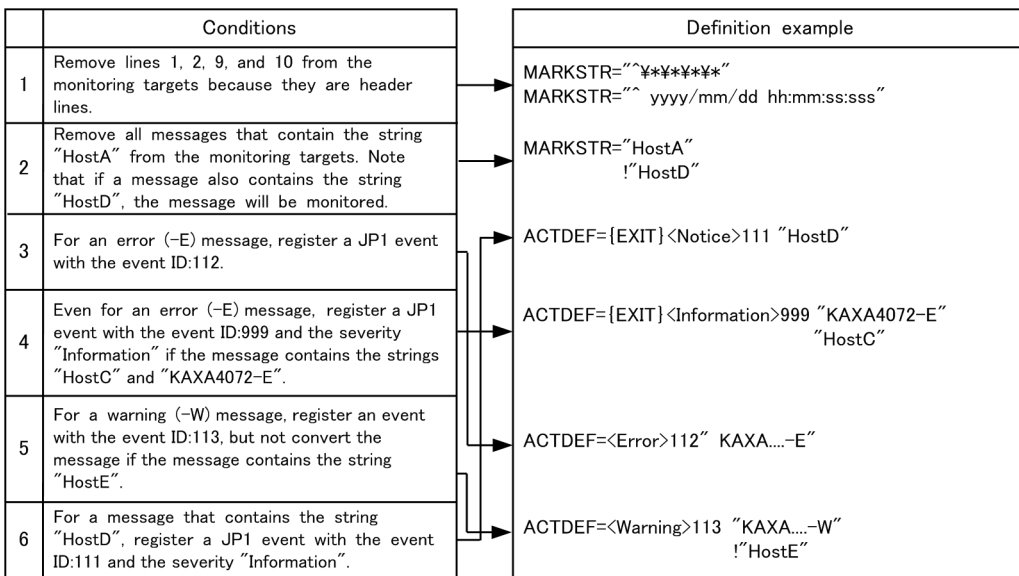 Conditions
Definition example
1
Remove lines 1, 2, 9, and 10 from the
monitoring targets because they are header
lines.
MARKSTR="^¥*¥*¥*¥*"
MARKSTR="^ yyyy/mm/dd hh:mm:ss:sss"
2
Remove all messages that contain the string
"HostA" from the monitoring targets. Note
that if a message also contains the string
"HostD", the message will be monitored.
MARKSTR="HostA"
!"HostD"
3
For an error (-E) message, register a JP1 event
with the event ID:112.
ACTDEF={EXIT}<Notice>111 "HostD"
4
Even for an error (-E) message, register a JP1
event with the event ID:999 and the severity
"Information" if the message contains the strings
"HostC" and "KAXA4072-E".
ACTDEF={EXIT}<Information>999 "KAXA4072-E"
"HostC"
5
For a warning (-W) message, register an event
with the event ID:113, but not convert the
message if the message contains the string
"HostE".
ACTDEF=<Error>112" KAXA....-E"
6
For a message that contains the string
"HostD", register a JP1 event with the event
ID:111 and the severity "Information".
ACTDEF=<Warning>113 "KAXA....-W"
!"HostE"